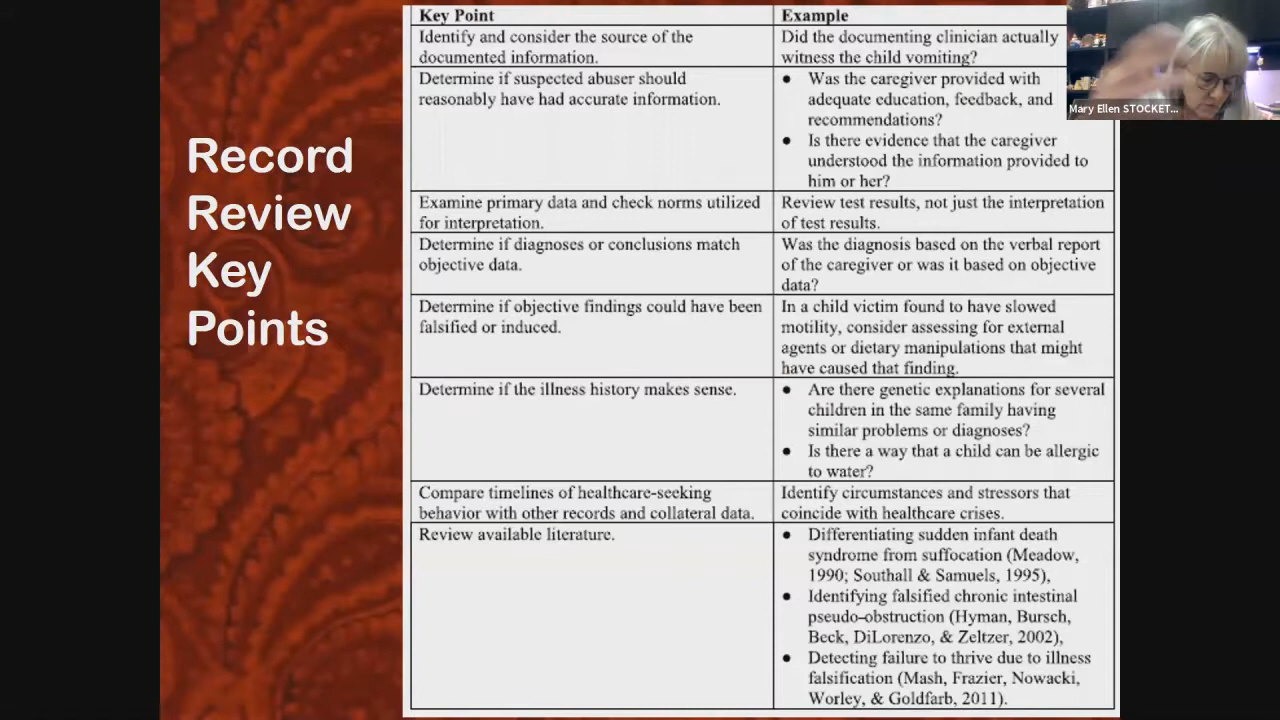 Record
Review
Key
Points
Key Point
Example
Identify and consider the source of the
documented information.
Did the documenting clinician actually
witness the child vomiting?
Determine if suspected abuser should
reasonably have had accurate information.
● Was the caregiver provided with
adequate education, feedback, and
recommendations?
● Is there evidence that the caregiver
understood the information provided to
him or her?
Examine primary data and check norms utilized
for interpretation.
Review test results, not just the interpretation
of test results.
Determine if diagnoses or conclusions match
objective data.
Was the diagnosis based on the verbal report
of the caregiver or was it based on objective
data?
Determine if objective findings could have been
falsified or induced.
In a child victim found to have slowed
motility, consider assessing for external
agents or dietary manipulations that might
have caused that finding.
Determine if the illness history makes sense.
● Are there genetic explanations for several
children in the same family having
similar problems or diagnoses?
● Is there a way that a child can be allergic
to water?
Compare timelines of healthcare-seeking
behavior with other records and collateral data.
Identify circumstances and stressors that
coincide with healthcare crises.
Review available literature.
● Differentiating sudden infant death
syndrome from suffocation (Meadow,
1990; Southall & Samuels, 1995),
● Identifying falsified chronic intestinal
pseudo-obstruction (Hyman, Bursch,
Beck, DiLorenzo, & Zeltzer, 2002),
● Detecting failure to thrive due to illness
falsification (Mash, Frazier, Nowacki,
Worley, & Goldfarb, 2011).
Mary Ellen STOCKET...